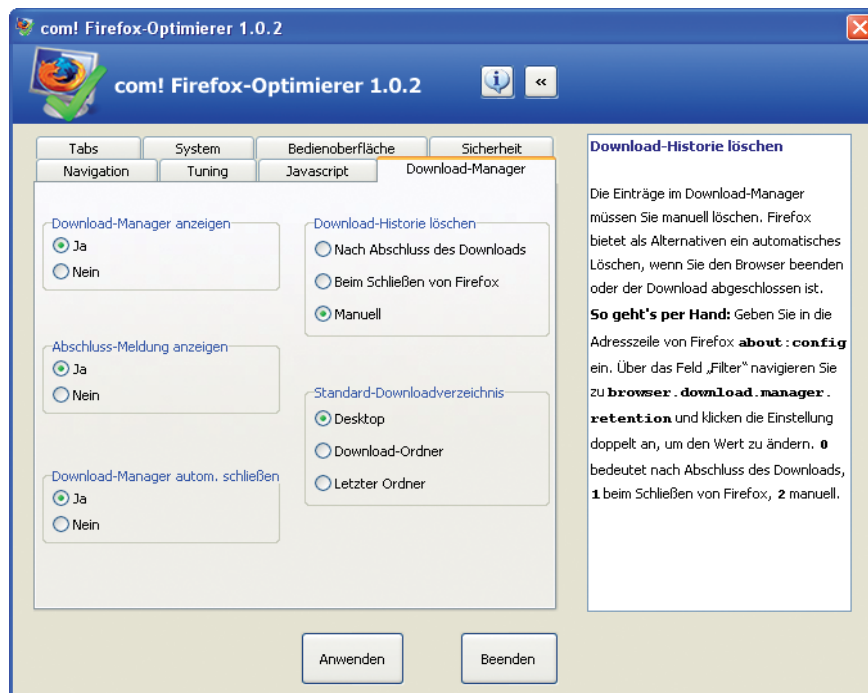 com! Firefox-Optimierer 1.0.2
com! Firefox-Optimierer 1.0.2
i «
Tabs System Bedienoberfläche Sicherheit
Navigation Tuning Javascript Download-Manager
Download-Manager anzeigen
Ja
Nein
Abschluss-Meldung anzeigen
Ja
Nein
Download-Manager autom. schließen
Ja
Nein
Download-Historie löschen
Nach Abschluss des Downloads
Beim Schließen von Firefox
Manuell
Standard-Downloadverzeichnis
Desktop
Download-Ordner
Letzter Ordner
Download-Historie löschen
Die Einträge im Download-Manager
müssen Sie manuell löschen. Firefox
bietet als Alternativen ein automatisches
Löschen, wenn Sie den Browser beenden
oder der Download abgeschlossen ist.
So geht's per Hand: Geben Sie in die
Adresszeile von Firefox about:config
ein. Über das Feld „Filter“ navigieren Sie
zu browser.download.manager.
retention und klicken die Einstellung
doppelt an, um den Wert zu ändern. 0
bedeutet nach Abschluss des Downloads,
1 beim Schließen von Firefox, 2 manuell.
Anwenden
Beenden